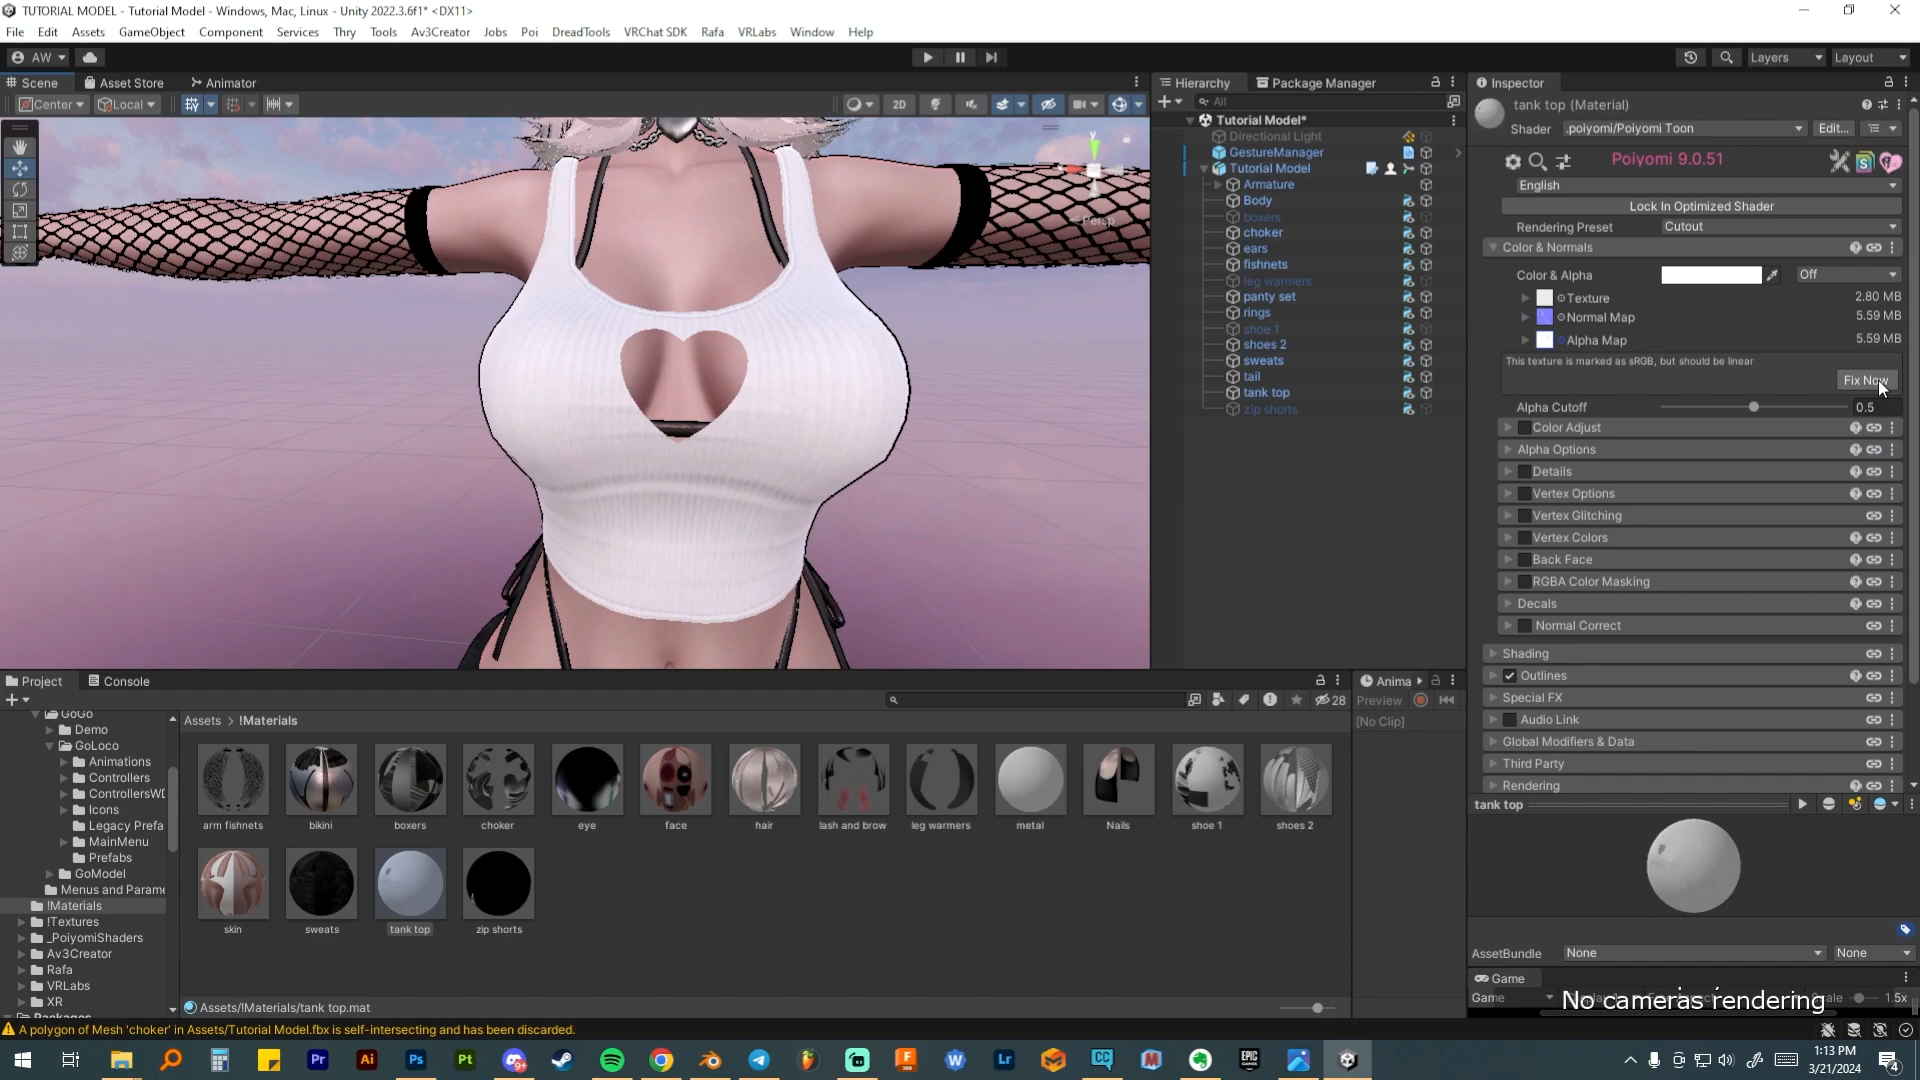 TUTORIAL MODEL - Tutorial Model - Windows, Mac, Linux - Unity 2022.3.6f1* <DX11>
File Edit Assets GameObject Component Services Thry Tools Av3Creator Jobs Poi DreadTools VRChat SDK Rafa VRLabs Window Help
AW
Layers Layout
Scene Asset Store Animator
Center Local
2D
y
Persp
Hierarchy Package Manager
All
Tutorial Model*
Directional Light
GestureManager
Tutorial Model
Armature
Body
boxers
choker
ears
fishnets
leg warmers
panty set
rings
shoe 1
shoes 2
sweats
tail
tank top
zip shorts
Inspector
tank top (Material)
Shader .poiyomi/Poiyomi Toon Edit...
Poiyomi 9.0.51
English
Lock In Optimized Shader
Rendering Preset Cutout
Color & Normals
Color & Alpha Off
Texture 2.80 MB
Normal Map 5.59 MB
Alpha Map 5.59 MB
This texture is marked as sRGB, but should be linear
Fix Now
Alpha Cutoff 0.5
Color Adjust
Alpha Options
Details
Vertex Options
Vertex Glitching
Vertex Colors
Back Face
RGBA Color Masking
Decals
Normal Correct
Shading
Outlines
Special FX
Audio Link
Global Modifiers & Data
Third Party
Rendering
tank top
AssetBundle None None
Game
Game Scale 1.5x
No cameras rendering
Project Console
28
GoGo
Demo
GoLoco
Animations
Controllers
ControllersWD
Icons
Legacy Prefa
MainMenu
Prefabs
GoModel
Menus and Parame
!Materials
!Textures
_PoiyomiShaders
Av3Creator
Rafa
VRLabs
XR
Packages
Assets > !Materials
arm fishnets bikini boxers choker eye face hair lash and brow leg warmers metal Nails shoe 1 shoes 2
skin sweats tank top zip shorts
Assets/!Materials/tank top.mat
Anima
Preview
[No Clip]
A polygon of Mesh 'choker' in Assets/Tutorial Model.fbx is self-intersecting and has been discarded.
Pr Ai Ps Pt W Lr CC
EPIC
1:13 PM
3/21/2024
4